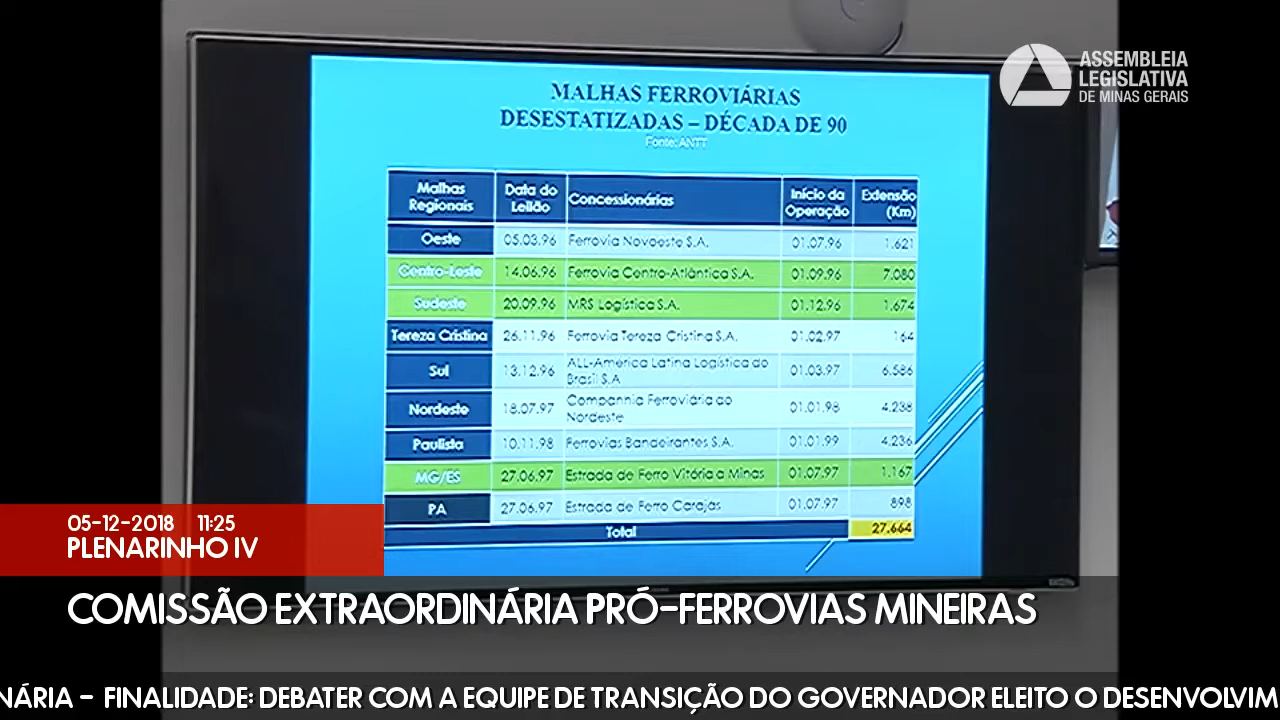 ASSEMBLEIA
LEGISLATIVA
DE MINAS GERAIS
MALHAS FERROVIÁRIAS
DESESTATIZADAS – DÉCADA DE 90
Fonte: ANTT
Malhas Regionais | Data do Leilão | Concessionárias | Início da Operação | Extensão (Km)
Oeste | 05.03.96 | Ferrovia Novoeste S.A. | 01.07.96 | 1.621
Centro-Leste | 14.06.96 | Ferrovia Centro-Atlântica S.A. | 01.09.96 | 7.080
Sudeste | 20.09.96 | MRS Logística S.A. | 01.12.96 | 1.674
Tereza Cristina | 26.11.96 | Ferrovia Tereza Cristina S.A. | 01.02.97 | 164
Sul | 13.12.96 | ALL-América Latina Logística do Brasil S.A | 01.03.97 | 6.586
Nordeste | 18.07.97 | Companhia Ferroviária do Nordeste | 01.01.98 | 4.238
Paulista | 10.11.98 | Ferrovias Bandeirantes S.A. | 01.01.99 | 4.236
MG/ES | 27.06.97 | Estrada de Ferro Vitória a Minas | 01.07.97 | 1.167
PA | 27.06.97 | Estrada de Ferro Carajás | 01.07.97 | 898
Total | 27.664
05-12-2018 11:25
PLENARINHO IV
COMISSÃO EXTRAORDINÁRIA PRÓ-FERROVIAS MINEIRAS
NÁRIA - FINALIDADE: DEBATER COM A EQUIPE DE TRANSIÇÃO DO GOVERNADOR ELEITO O DESENVOLVIM